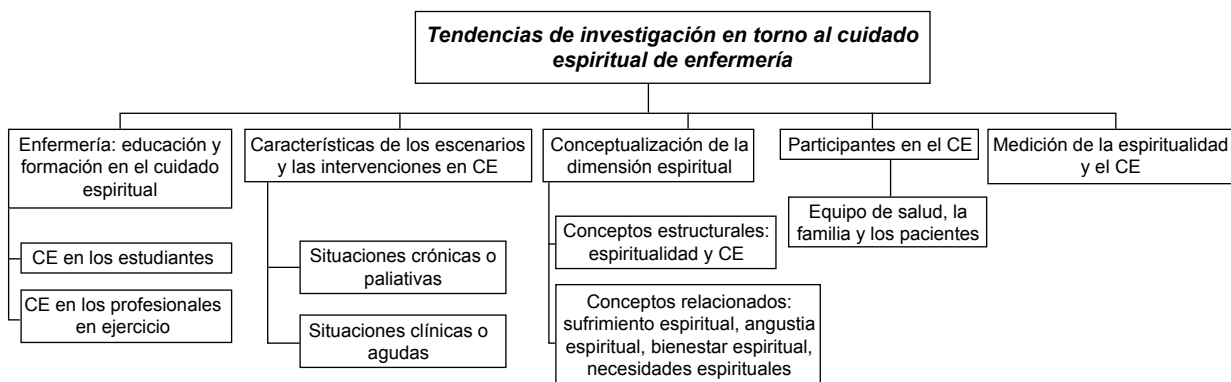 Tendencias de investigación en torno al cuidado
espiritual de enfermería
Enfermería: educación y
formación en el cuidado
espiritual
CE en los estudiantes
CE en los profesionales
en ejercicio
Características de los escenarios
y las intervenciones en CE
Situaciones crónicas o
paliativas
Situaciones clínicas o
agudas
Conceptualización de la
dimensión espiritual
Conceptos estructurales:
espiritualidad y CE
Conceptos relacionados:
sufrimiento espiritual, angustia
espiritual, bienestar espiritual,
necesidades espirituales
Participantes en el CE
Equipo de salud, la
familia y los pacientes
Medición de la espiritualidad
y el CE